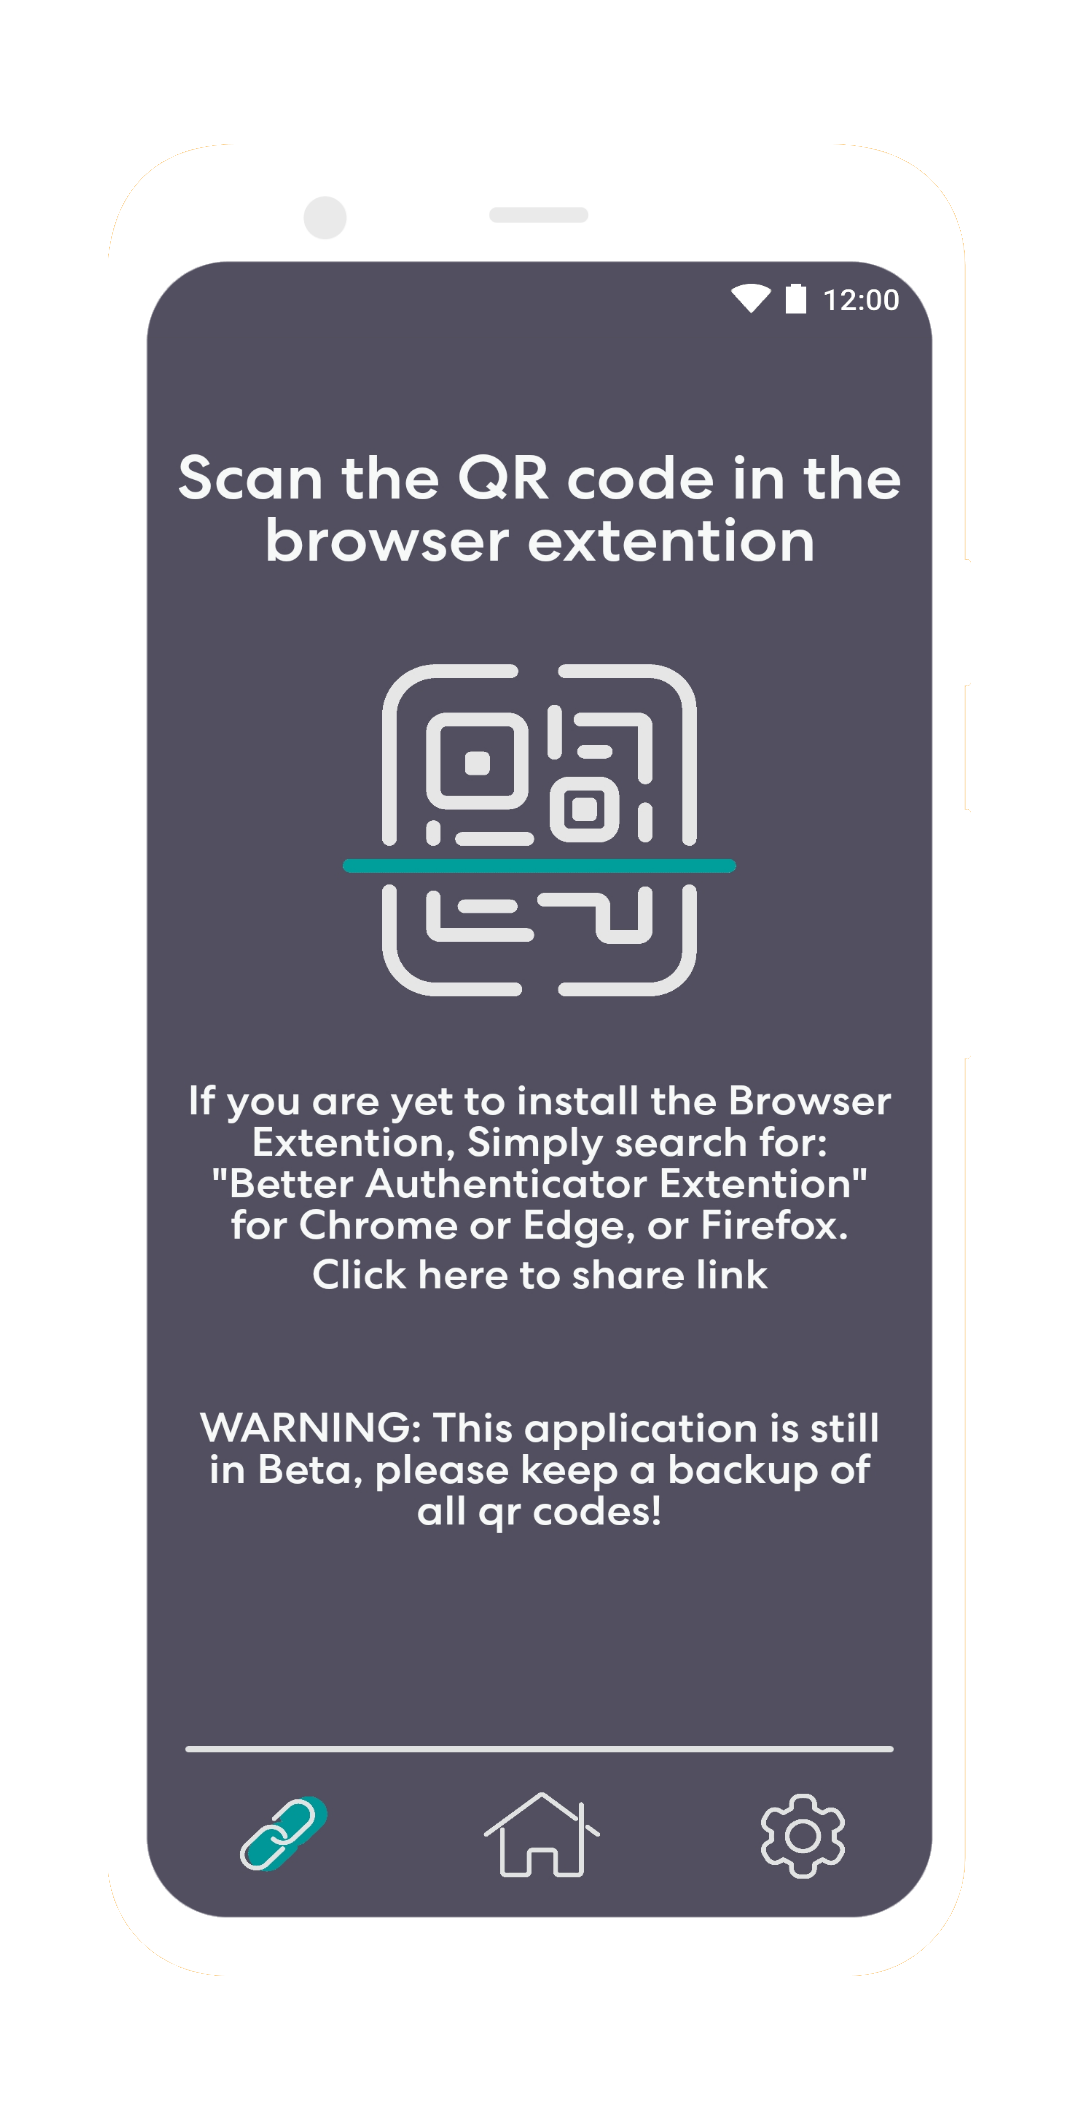 12:00
Scan the QR code in the
browser extention
If you are yet to install the Browser
Extention, Simply search for:
"Better Authenticator Extention"
for Chrome or Edge, or Firefox.
Click here to share link
WARNING: This application is still
in Beta, please keep a backup of
all qr codes!